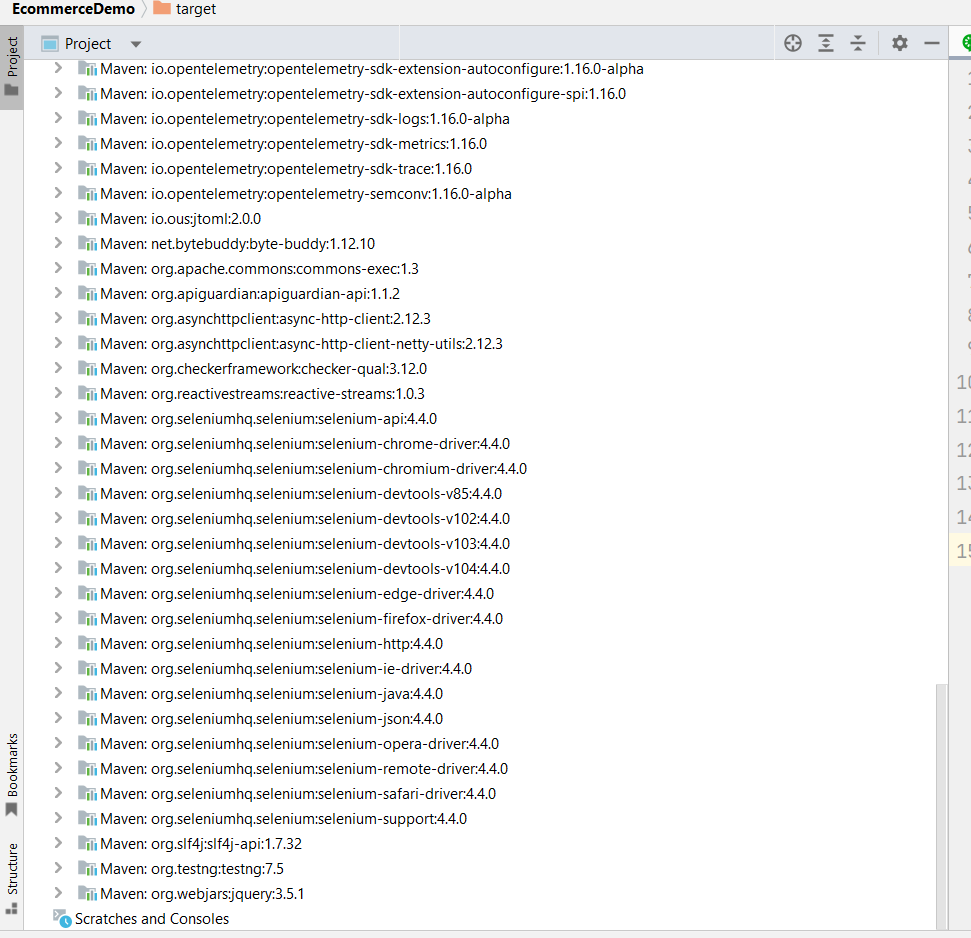 EcommerceDemo target
Project
Project
Maven: io.opentelemetry:opentelemetry-sdk-extension-autoconfigure:1.16.0-alpha
Maven: io.opentelemetry:opentelemetry-sdk-extension-autoconfigure-spi:1.16.0
Maven: io.opentelemetry:opentelemetry-sdk-logs:1.16.0-alpha
Maven: io.opentelemetry:opentelemetry-sdk-metrics:1.16.0
Maven: io.opentelemetry:opentelemetry-sdk-trace:1.16.0
Maven: io.opentelemetry:opentelemetry-semconv:1.16.0-alpha
Maven: io.ous:jtoml:2.0.0
Maven: net.bytebuddy:byte-buddy:1.12.10
Maven: org.apache.commons:commons-exec:1.3
Maven: org.apiguardian:apiguardian-api:1.1.2
Maven: org.asynchttpclient:async-http-client:2.12.3
Maven: org.asynchttpclient:async-http-client-netty-utils:2.12.3
Maven: org.checkerframework:checker-qual:3.12.0
Maven: org.reactivestreams:reactive-streams:1.0.3
Maven: org.seleniumhq.selenium:selenium-api:4.4.0
Maven: org.seleniumhq.selenium:selenium-chrome-driver:4.4.0
Maven: org.seleniumhq.selenium:selenium-chromium-driver:4.4.0
Maven: org.seleniumhq.selenium:selenium-devtools-v85:4.4.0
Maven: org.seleniumhq.selenium:selenium-devtools-v102:4.4.0
Maven: org.seleniumhq.selenium:selenium-devtools-v103:4.4.0
Maven: org.seleniumhq.selenium:selenium-devtools-v104:4.4.0
Maven: org.seleniumhq.selenium:selenium-edge-driver:4.4.0
Maven: org.seleniumhq.selenium:selenium-firefox-driver:4.4.0
Maven: org.seleniumhq.selenium:selenium-http:4.4.0
Maven: org.seleniumhq.selenium:selenium-ie-driver:4.4.0
Maven: org.seleniumhq.selenium:selenium-java:4.4.0
Maven: org.seleniumhq.selenium:selenium-json:4.4.0
Maven: org.seleniumhq.selenium:selenium-opera-driver:4.4.0
Maven: org.seleniumhq.selenium:selenium-remote-driver:4.4.0
Maven: org.seleniumhq.selenium:selenium-safari-driver:4.4.0
Maven: org.seleniumhq.selenium:selenium-support:4.4.0
Maven: org.slf4j:slf4j-api:1.7.32
Maven: org.testng:testng:7.5
Maven: org.webjars:jquery:3.5.1
Scratches and Consoles
Bookmarks
Structure
10
11
12
13
14
15